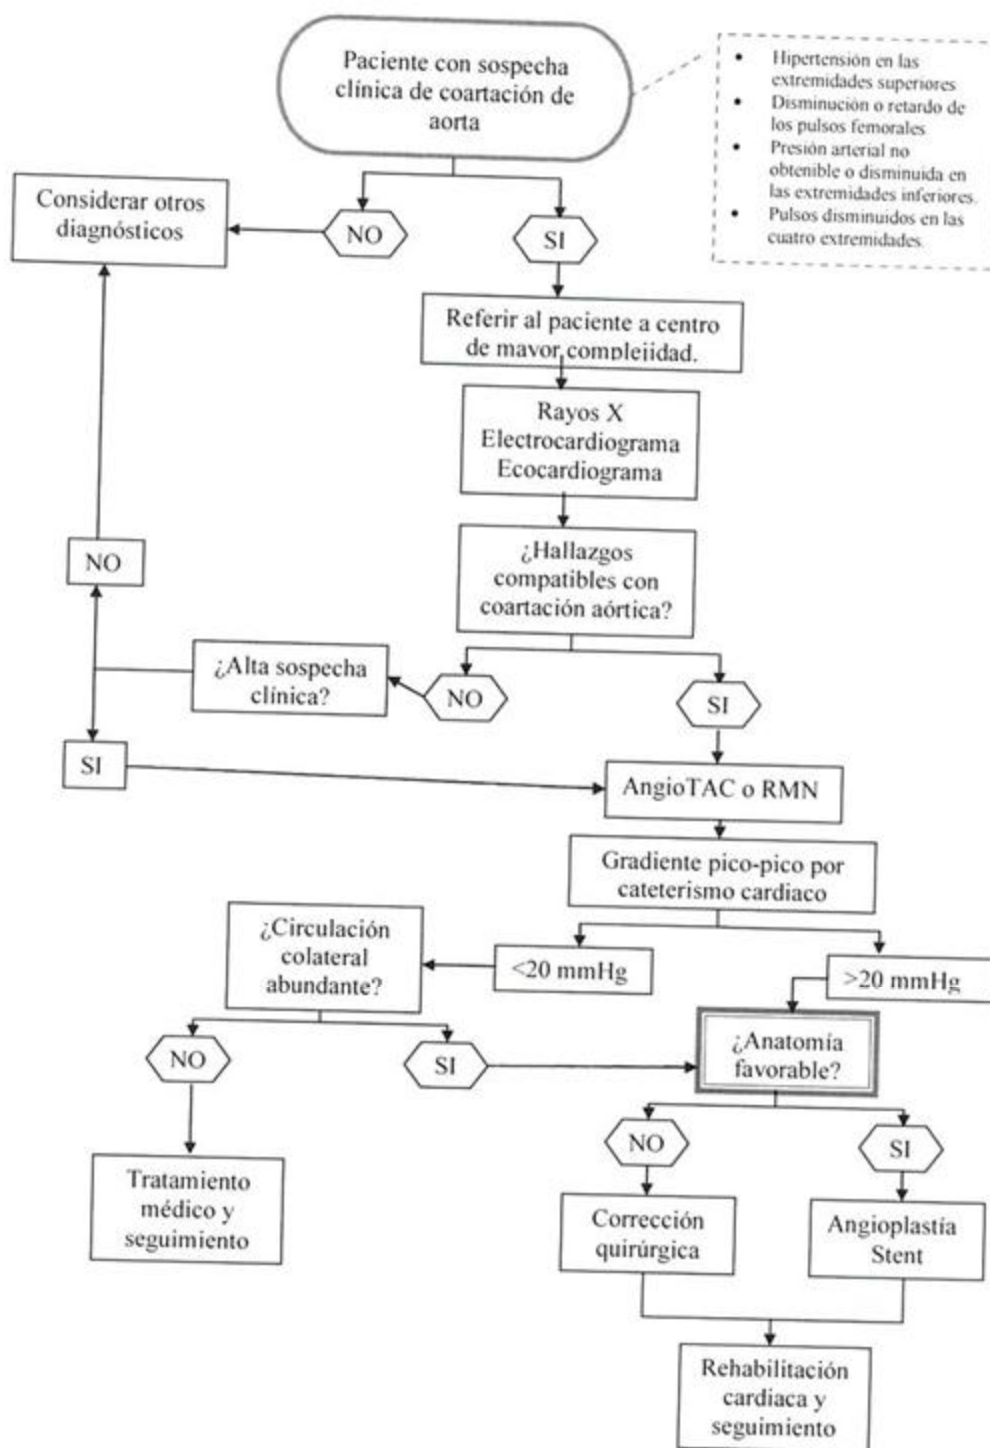 Paciente con sospecha
clínica de coartación de
aorta
Hipertensión en las
extremidades superiores
Disminución o retardo de
los pulsos femorales
Presión arterial no
obtenible o disminuida en
las extremidades inferiores.
Pulsos disminuidos en las
cuatro extremidades.
Considerar otros
diagnósticos
NO
SI
Referir al paciente a centro
de mayor complejidad.
Rayos X
Electrocardiograma
Ecocardiograma
¿Hallazgos
compatibles con
coartación aórtica?
NO
¿Alta sospecha
clínica?
NO
SI
SI
AngioTAC o RMN
Gradiente pico-pico por
cateterismo cardiaco
¿Circulación
colateral
abundante?
<20 mmHg
>20 mmHg
NO
SI
¿Anatomía
favorable?
NO
SI
Tratamiento
médico y
seguimiento
Corrección
quirúrgica
Angioplastía
Stent
Rehabilitación
cardiaca y
seguimiento